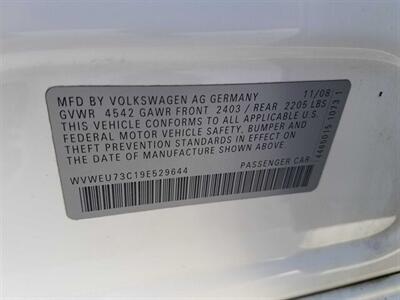 MFD BY VOLKSWAGEN AG GERMANY 11/08
GVWR 4542 GAWR FRONT 2403 / REAR 2205 LBS
THIS VEHICLE CONFORMS TO ALL APPLICABLE U.S.
FEDERAL MOTOR VEHICLE SAFETY, BUMPER AND
THEFT PREVENTION STANDARDS IN EFFECT ON
THE DATE OF MANUFACTURE SHOWN ABOVE.
WVWEU73C19E529644 PASSENGER CAR